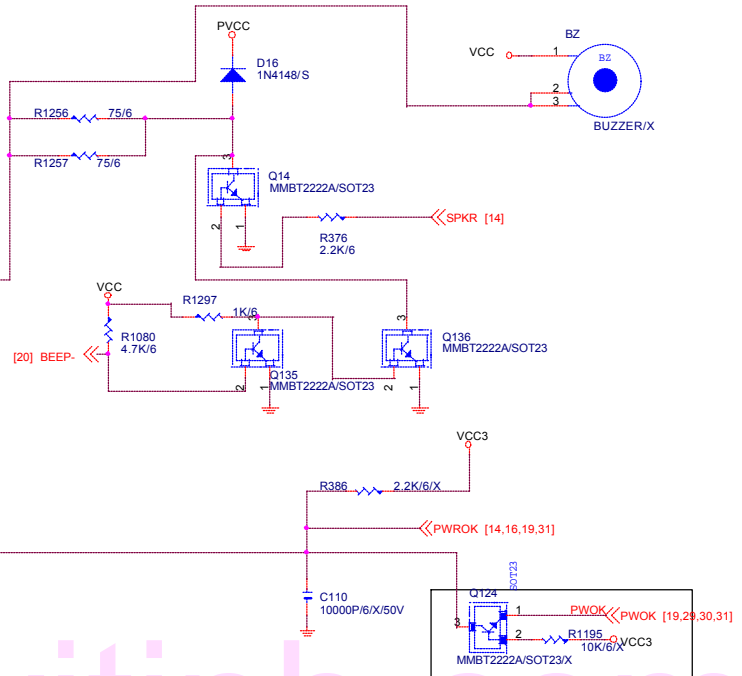 PVCC
BZ
VCC
1
BZ
D16
1N4148/S
2
3
BUZZER/X
R1256
75/6
R1257
75/6
3
Q14
MMBT2222A/SOT23
2
1
SPKR [14]
R376
2.2K/6
VCC
R1297
1K/6
3
3
R1080
4.7K/6
Q136
MMBT2222A/SOT23
[20] BEEP-
Q135
MMBT2222A/SOT23
2
1
2
1
VCC3
R386
2.2K/6/X
PWROK [14,16,19,31]
SOT23
C110
10000P/6/X/50V
Q124
1
PWOK
PWOK [19,29,30,31]
3
2
R1195
VCC3
10K/6/X
MMBT2222A/SOT23/X